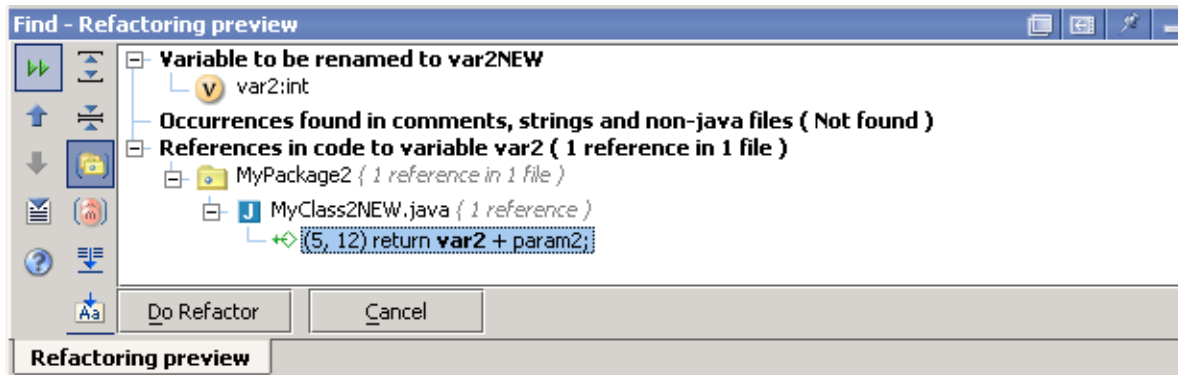 Find - Refactoring preview
Variable to be renamed to var2NEW
V var2:int
Occurrences found in comments, strings and non-java files ( Not found )
References in code to variable var2 ( 1 reference in 1 file )
MyPackage2 ( 1 reference in 1 file )
J MyClass2NEW.java ( 1 reference )
(5, 12) return var2 + param2;
Aa
Do Refactor Cancel
Refactoring preview